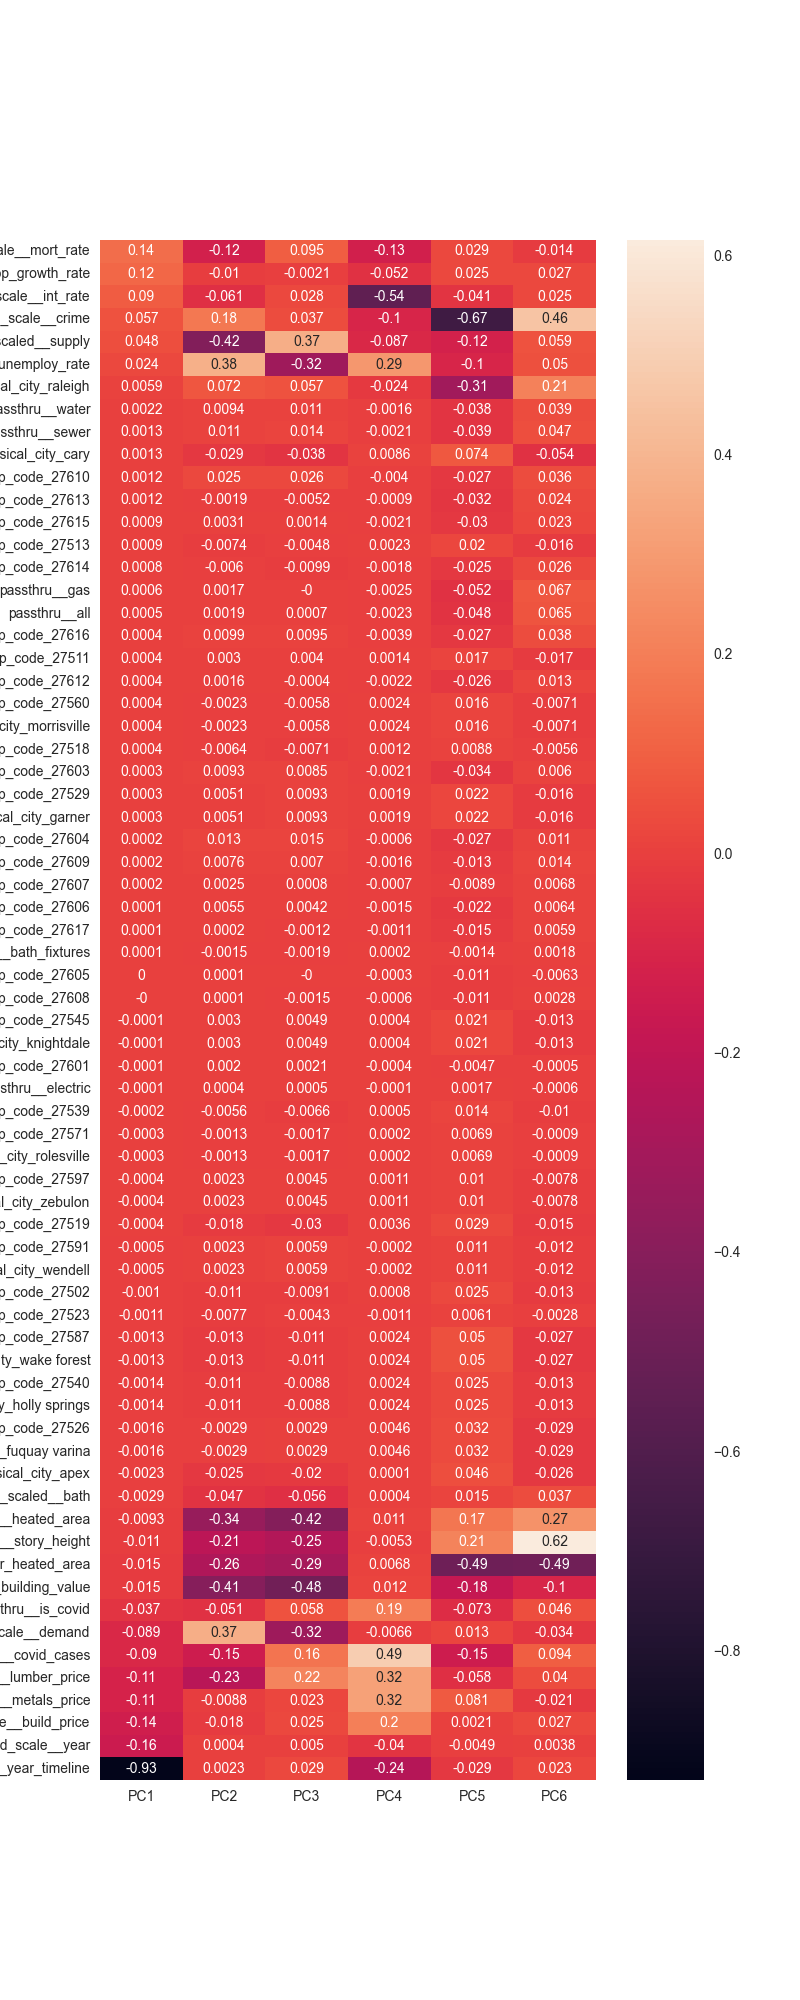 ale__mort_rate 0.14 -0.12 0.095 -0.13 0.029 -0.014
op_growth_rate 0.12 -0.01 -0.0021 -0.052 0.025 0.027
scale__int_rate 0.09 -0.061 0.028 -0.54 -0.041 0.025
_scale__crime 0.057 0.18 0.037 -0.1 -0.67 0.46
scaled__supply 0.048 -0.42 0.37 -0.087 -0.12 0.059
unemploy_rate 0.024 0.38 -0.32 0.29 -0.1 0.05
al_city_raleigh 0.0059 0.072 0.057 -0.024 -0.31 0.21
assthru__water 0.0022 0.0094 0.011 -0.0016 -0.038 0.039
ssthru__sewer 0.0013 0.011 0.014 -0.0021 -0.039 0.047
sical_city_cary 0.0013 -0.029 -0.038 0.0086 0.074 -0.054
p_code_27610 0.0012 0.025 0.026 -0.004 -0.027 0.036
p_code_27613 0.0012 -0.0019 -0.0052 -0.0009 -0.032 0.024
p_code_27615 0.0009 0.0031 0.0014 -0.0021 -0.03 0.023
p_code_27513 0.0009 -0.0074 -0.0048 0.0023 0.02 -0.016
p_code_27614 0.0008 -0.006 -0.0099 -0.0018 -0.025 0.026
passthru__gas 0.0006 0.0017 -0 -0.0025 -0.052 0.067
passthru__all 0.0005 0.0019 0.0007 -0.0023 -0.048 0.065
p_code_27616 0.0004 0.0099 0.0095 -0.0039 -0.027 0.038
p_code_27511 0.0004 0.003 0.004 0.0014 0.017 -0.017
p_code_27612 0.0004 0.0016 -0.0004 -0.0022 -0.026 0.013
p_code_27560 0.0004 -0.0023 -0.0058 0.0024 0.016 -0.0071
city_morrisville 0.0004 -0.0023 -0.0058 0.0024 0.016 -0.0071
p_code_27518 0.0004 -0.0064 -0.0071 0.0012 0.0088 -0.0056
p_code_27603 0.0003 0.0093 0.0085 -0.0021 -0.034 0.006
p_code_27529 0.0003 0.0051 0.0093 0.0019 0.022 -0.016
cal_city_garner 0.0003 0.0051 0.0093 0.0019 0.022 -0.016
p_code_27604 0.0002 0.013 0.015 -0.0006 -0.027 0.011
p_code_27609 0.0002 0.0076 0.007 -0.0016 -0.013 0.014
p_code_27607 0.0002 0.0025 0.0008 -0.0007 -0.0089 0.0068
p_code_27606 0.0001 0.0055 0.0042 -0.0015 -0.022 0.0064
p_code_27617 0.0001 0.0002 -0.0012 -0.0011 -0.015 0.0059
__bath_fixtures 0.0001 -0.0015 -0.0019 0.0002 -0.0014 0.0018
p_code_27605 0 0.0001 -0 -0.0003 -0.011 -0.0063
p_code_27608 -0 0.0001 -0.0015 -0.0006 -0.011 0.0028
p_code_27545 -0.0001 0.003 0.0049 0.0004 0.021 -0.013
city_knightdale -0.0001 0.003 0.0049 0.0004 0.021 -0.013
p_code_27601 -0.0001 0.002 0.0021 -0.0004 -0.0047 -0.0005
sthru__electric -0.0001 0.0004 0.0005 -0.0001 0.0017 -0.0006
p_code_27539 -0.0002 -0.0056 -0.0066 0.0005 0.014 -0.01
p_code_27571 -0.0003 -0.0013 -0.0017 0.0002 0.0069 -0.0009
_city_rolesville -0.0003 -0.0013 -0.0017 0.0002 0.0069 -0.0009
p_code_27597 -0.0004 0.0023 0.0045 0.0011 0.01 -0.0078
al_city_zebulon -0.0004 0.0023 0.0045 0.0011 0.01 -0.0078
p_code_27519 -0.0004 -0.018 -0.03 0.0036 0.029 -0.015
p_code_27591 -0.0005 0.0023 0.0059 -0.0002 0.011 -0.012
al_city_wendell -0.0005 0.0023 0.0059 -0.0002 0.011 -0.012
p_code_27502 -0.001 -0.011 -0.0091 0.0008 0.025 -0.013
p_code_27523 -0.0011 -0.0077 -0.0043 -0.0011 0.0061 -0.0028
p_code_27587 -0.0013 -0.013 -0.011 0.0024 0.05 -0.027
ty_wake forest -0.0013 -0.013 -0.011 0.0024 0.05 -0.027
p_code_27540 -0.0014 -0.011 -0.0088 0.0024 0.025 -0.013
y_holly springs -0.0014 -0.011 -0.0088 0.0024 0.025 -0.013
p_code_27526 -0.0016 -0.0029 0.0029 0.0046 0.032 -0.029
_fuquay varina -0.0016 -0.0029 0.0029 0.0046 0.032 -0.029
sical_city_apex -0.0023 -0.025 -0.02 0.0001 0.046 -0.026
_scaled__bath -0.0029 -0.047 -0.056 0.0004 0.015 0.037
__heated_area -0.0093 -0.34 -0.42 0.011 0.17 0.27
__story_height -0.011 -0.21 -0.25 -0.0053 0.21 0.62
r_heated_area -0.015 -0.26 -0.29 0.0068 -0.49 -0.49
_building_value -0.015 -0.41 -0.48 0.012 -0.18 -0.1
thru__is_covid -0.037 -0.051 0.058 0.19 -0.073 0.046
cale__demand -0.089 0.37 -0.32 -0.0066 0.013 -0.034
__covid_cases -0.09 -0.15 0.16 0.49 -0.15 0.094
__lumber_price -0.11 -0.23 0.22 0.32 -0.058 0.04
__metals_price -0.11 -0.0088 0.023 0.32 0.081 -0.021
e__build_price -0.14 -0.018 0.025 0.2 0.0021 0.027
d_scale__year -0.16 0.0004 0.005 -0.04 -0.0049 0.0038
_year_timeline -0.93 0.0023 0.029 -0.24 -0.029 0.023
PC1 PC2 PC3 PC4 PC5 PC6
0.6
0.4
0.2
0.0
−0.2
−0.4
−0.6
−0.8